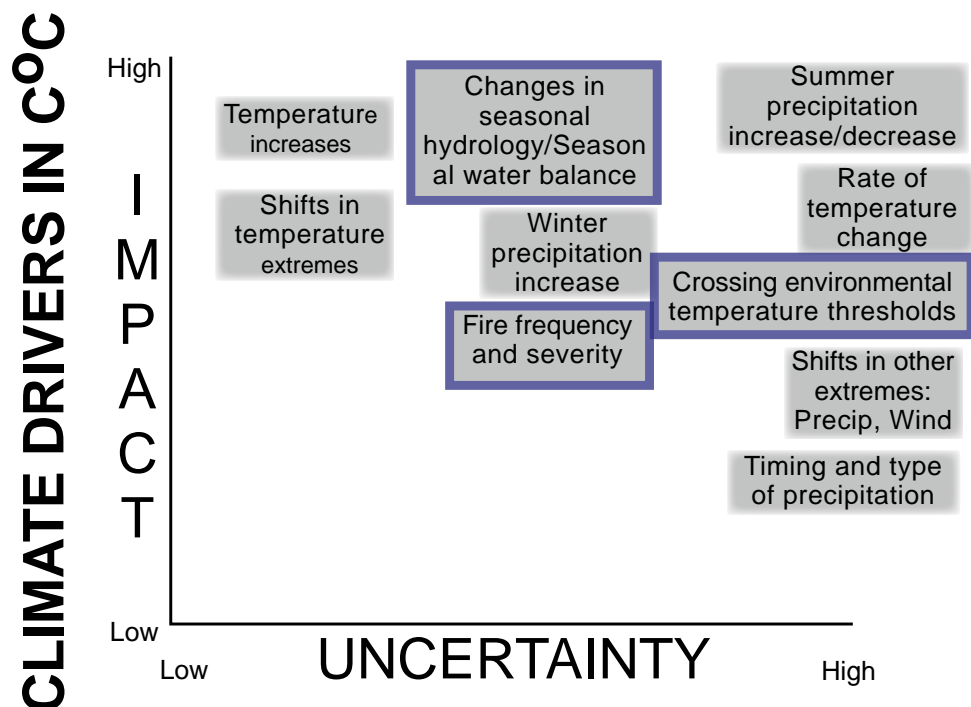 CLIMATE DRIVERS IN CºC
High
IMPACT
Low
Temperature
increases
Shifts in
temperature
extremes
Changes in
seasonal
hydrology/Season
al water balance
Winter
precipitation
increase
Fire frequency
and severity
Summer
precipitation
increase/decrease
Rate of
temperature
change
Crossing environmental
temperature thresholds
Shifts in other
extremes:
Precip, Wind
Timing and type
of precipitation
Low
UNCERTAINTY
High